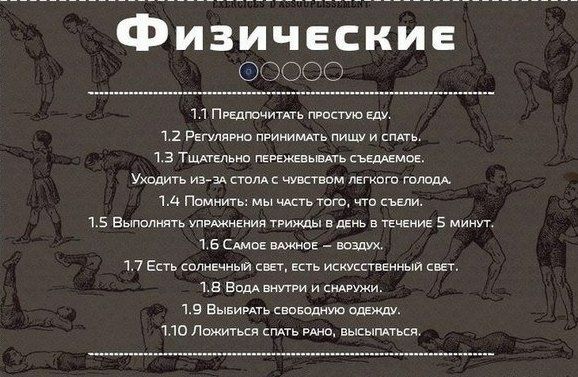 EXERCICES D'ASSOUPLISSEMENT.
Физические
1.1 Предпочитать простую еду.
1.2 Регулярно принимать пищу и спать.
1.3 Тщательно пережевывать съедаемое.
Уходить из-за стола с чувством легкого голода.
1.4 Помнить: мы часть того, что съели.
1.5 Выполнять упражнения трижды в день в течение 5 минут.
1.6 Самое важное – воздух.
1.7 Есть солнечный свет, есть искусственный свет.
1.8 Вода внутри и снаружи.
1.9 Выбирать свободную одежду.
1.10 Ложиться спать рано, высыпаться.